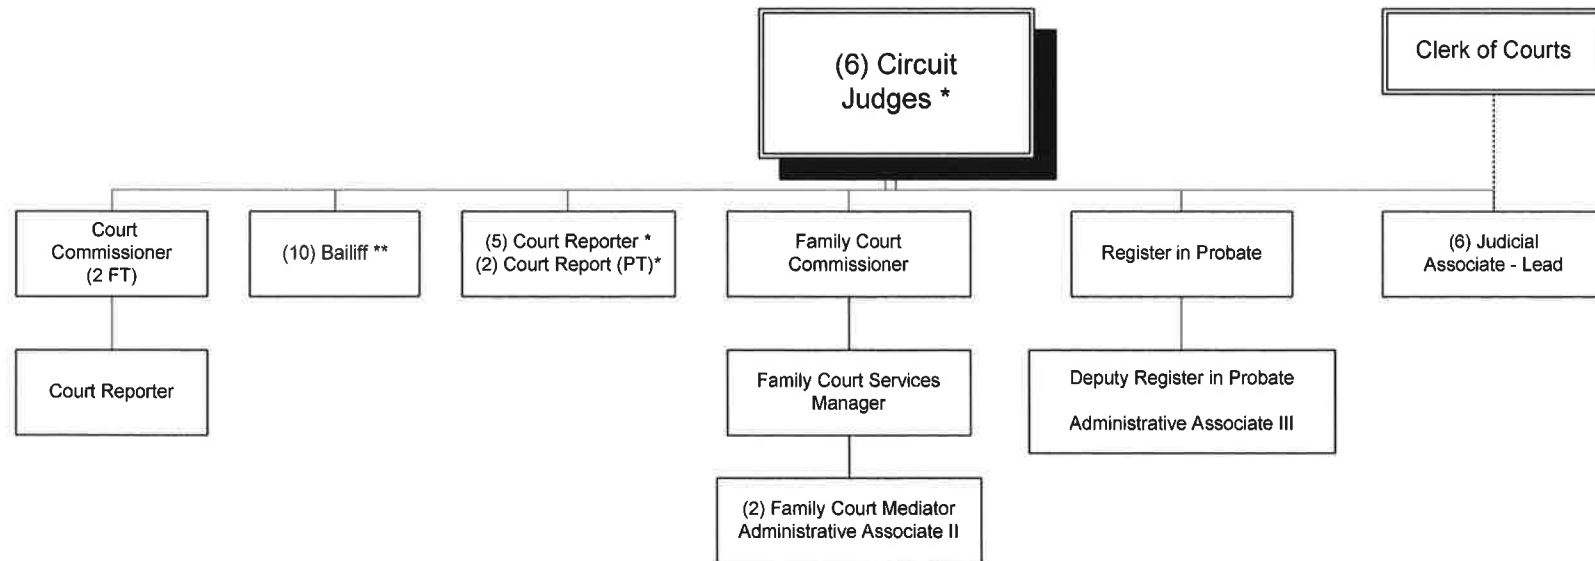 (6) Circuit
Judges *
Clerk of Courts
Court
Commissioner
(2 FT)
(10) Bailiff **
(5) Court Reporter *
(2) Court Report (PT)*
Family Court
Commissioner
Register in Probate
(6) Judicial
Associate - Lead
Court Reporter
Family Court Services
Manager
Deputy Register in Probate
Administrative Associate III
(2) Family Court Mediator
Administrative Associate II